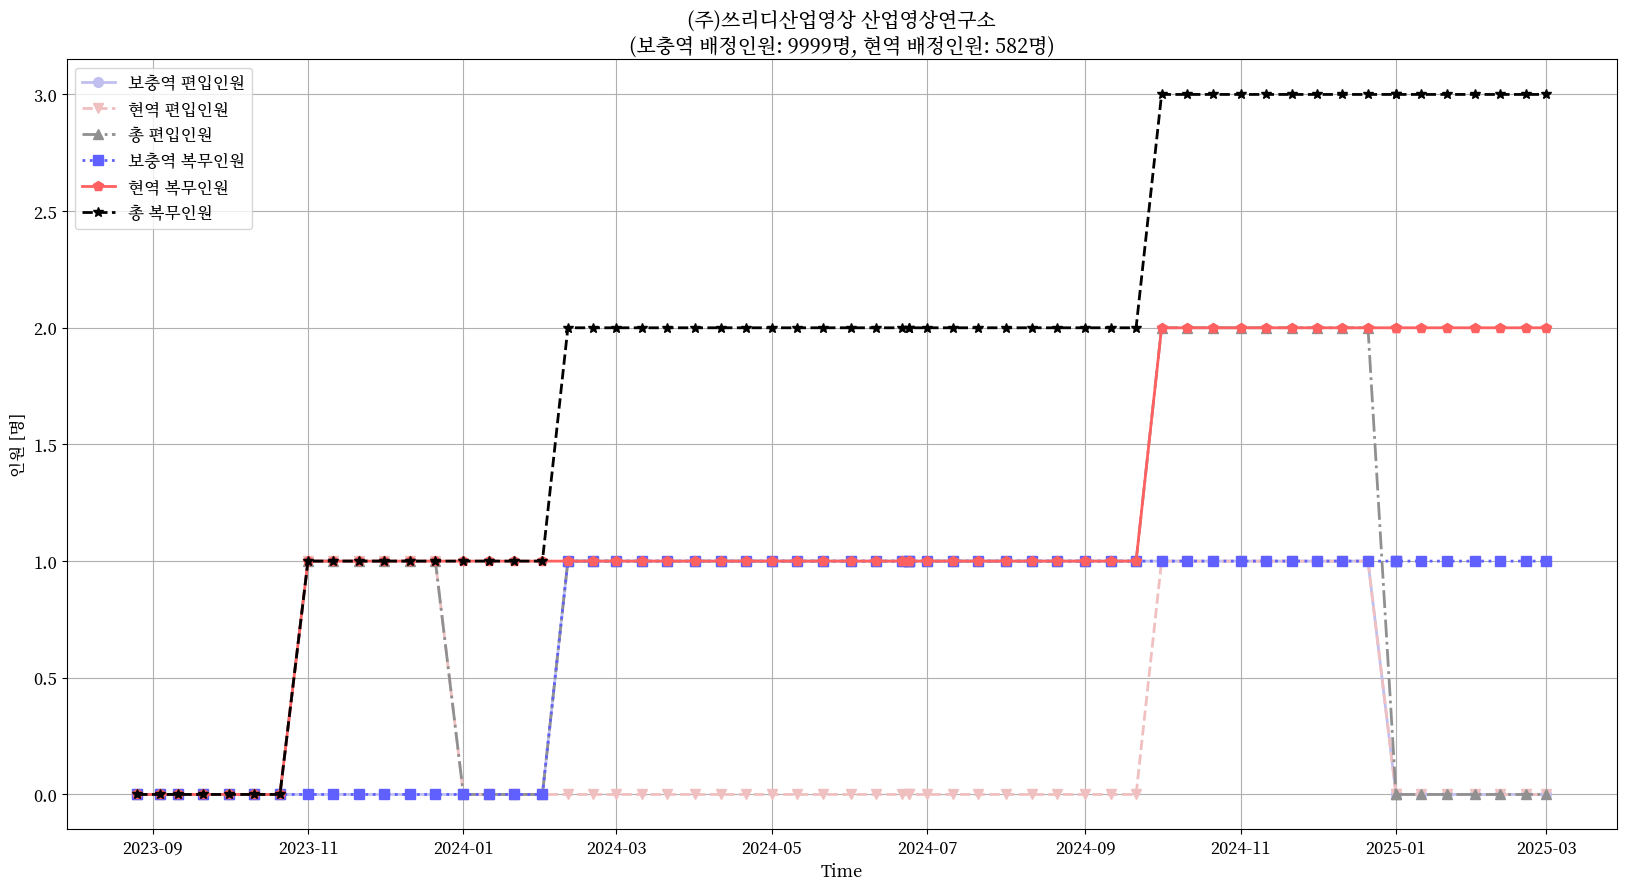 (주)쓰리디산업영상 산업영상연구소
(보충역 배정인원: 9999명, 현역 배정인원: 582명)
보충역 편입인원
현역 편입인원
총 편입인원
보충역 복무인원
현역 복무인원
총 복무인원
3.0
2.5
2.0
1.5
1.0
0.5
0.0
인원 [명]
2023-09 2023-11 2024-01 2024-03 2024-05 2024-07 2024-09 2024-11 2025-01 2025-03
Time